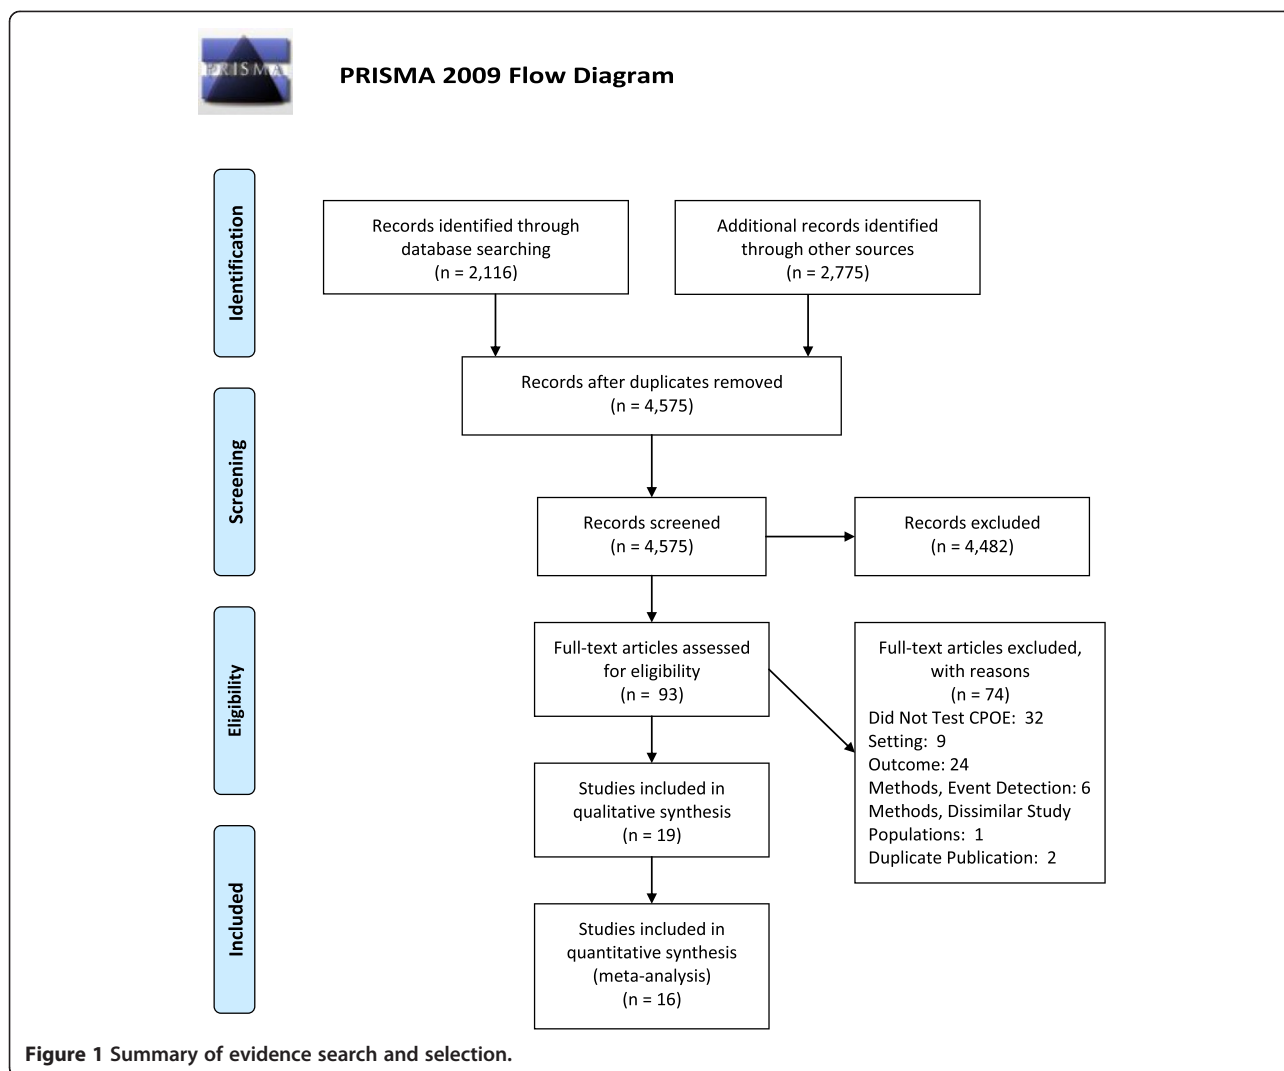 PRISMA
PRISMA 2009 Flow Diagram
Identification
Records identified through
database searching
(n = 2,116)
Additional records identified
through other sources
(n = 2,775)
Records after duplicates removed
(n = 4,575)
Screening
Records screened
(n = 4,575)
Records excluded
(n = 4,482)
Eligibility
Full-text articles assessed
for eligibility
(n = 93)
Full-text articles excluded,
with reasons
(n = 74)
Did Not Test CPOE: 32
Setting: 9
Outcome: 24
Methods, Event Detection: 6
Methods, Dissimilar Study
Populations: 1
Duplicate Publication: 2
Studies included in
qualitative synthesis
(n = 19)
Included
Studies included in
quantitative synthesis
(meta-analysis)
(n = 16)
Figure 1 Summary of evidence search and selection.